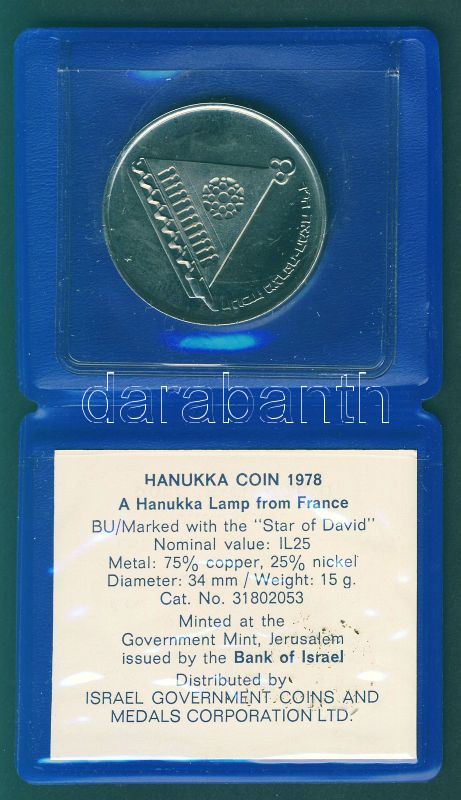 darabanth
HANUKKA COIN 1978
A Hanukka Lamp from France
BU/Marked with the "Star of David"
Nominal value: IL25
Metal: 75% copper, 25% nickel
Diameter: 34 mm / Weight: 15 g.
Cat. No. 31802053
Minted at the
Government Mint, Jerusalem
issued by the Bank of Israel
Distributed by
ISRAEL GOVERNMENT COINS AND
MEDALS CORPORATION LTD.